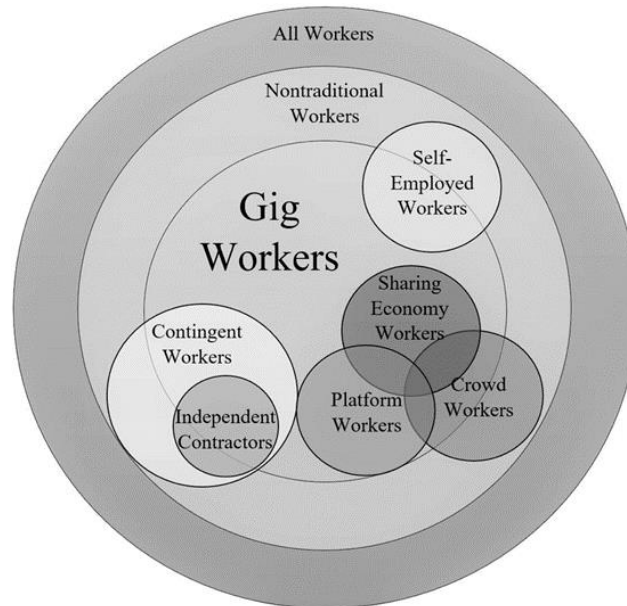 All Workers
Nontraditional
Workers
Self-
Employed
Workers
Gig
Workers
Sharing
Economy
Workers
Contingent
Workers
Independent
Contractors
Platform
Workers
Crowd
Workers